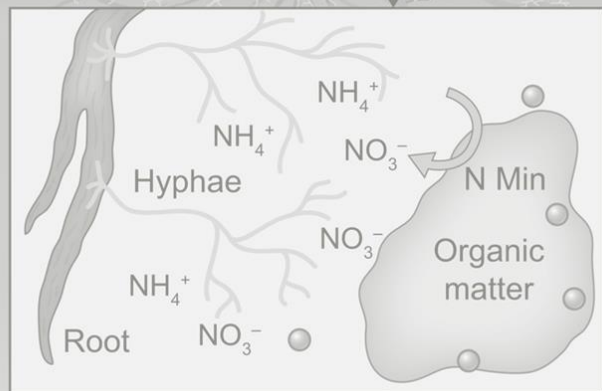 NH₄⁺
NH₄⁺
NO₃⁻
Hyphae
N Min
NO₃⁻
Organic
matter
NH₄⁺
Root
NO₃⁻